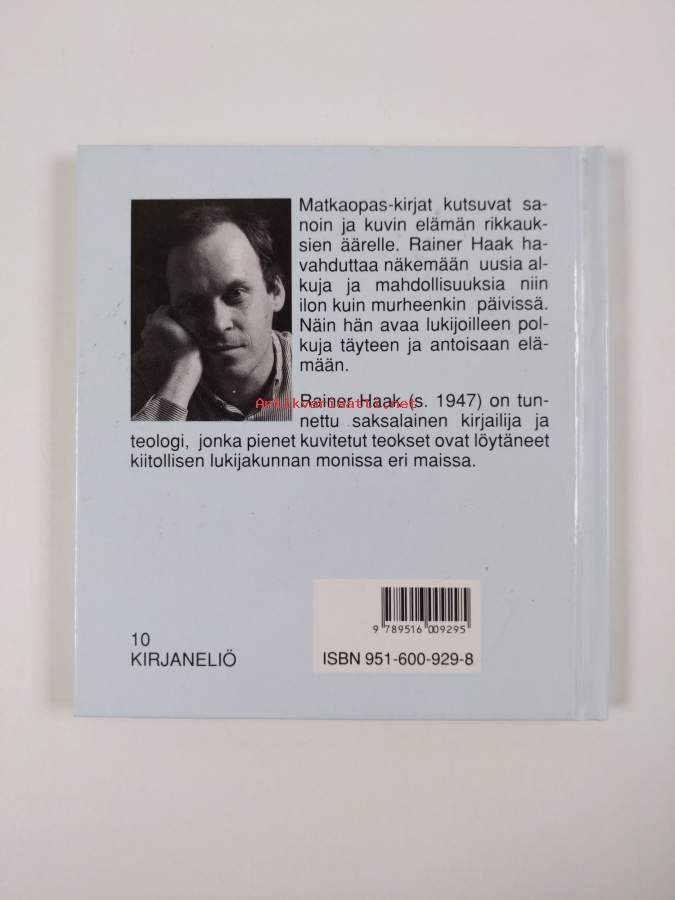 Matkaopas-kirjat kutsuvat sa-
noin ja kuvin elämän rikkauk-
sien äärelle. Rainer Haak ha-
vahduttaa näkemään uusia al-
kuja ja mahdollisuuksia niin
ilon kuin murheenkin päivissä.
Näin hän avaa lukijoilleen pol-
kuja täyteen ja antoisaan elä-
mään.
Rainer Haak (s. 1947) on tun-
Antikvariaatti.net
nettu saksalainen kirjailija ja
teologi, jonka pienet kuvitetut teokset ovat löytäneet
kiitollisen lukijakunnan monissa eri maissa.
9 789516 009295
10
KIRJANELIÖ
ISBN 951-600-929-8